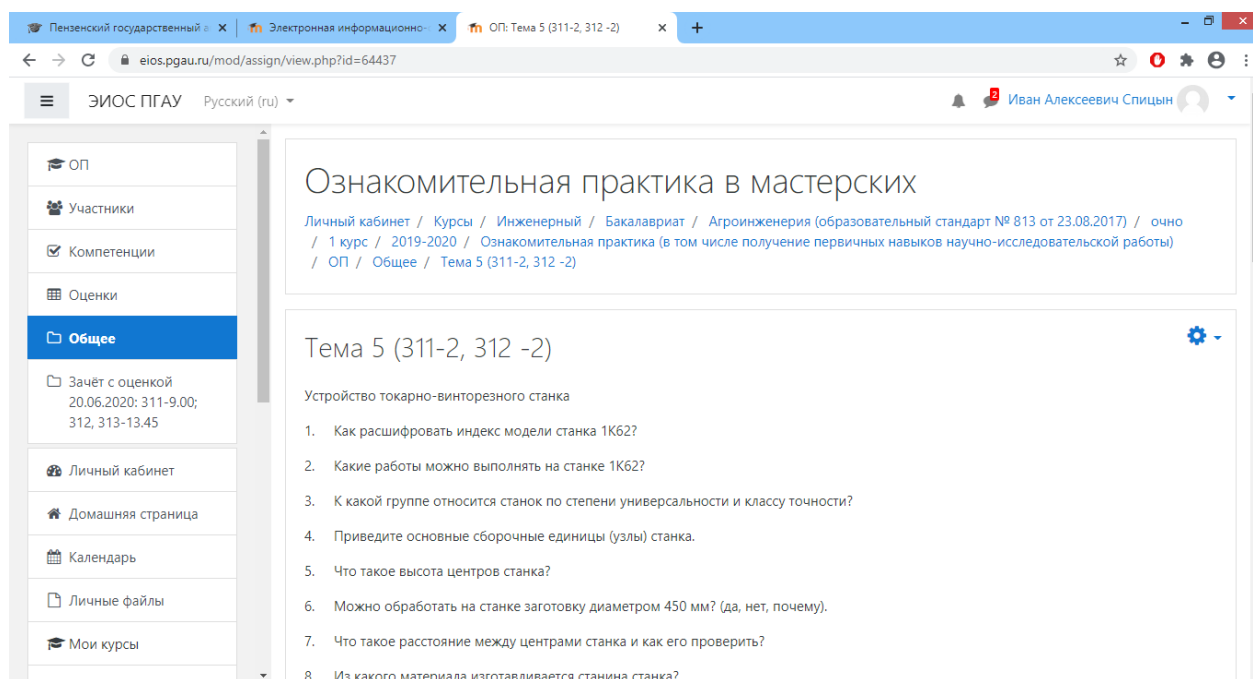 Пензенский государственный а
Электронная информационно-
ОП: Тема 5 (311-2, 312 -2)
eios.pgau.ru/mod/assign/view.php?id=64437
ЭИОС ПГАУ Русский (ru)
2
Иван Алексеевич Спицын
ОП
Участники
Компетенции
Оценки
Общее
Зачёт с оценкой
20.06.2020: 311-9.00;
312, 313-13.45
Личный кабинет
Домашняя страница
Календарь
Личные файлы
Мои курсы
Ознакомительная практика в мастерских
Личный кабинет / Курсы / Инженерный / Бакалавриат / Агроинженерия (образовательный стандарт № 813 от 23.08.2017) / очно
/ 1 курс / 2019-2020 / Ознакомительная практика (в том числе получение первичных навыков научно-исследовательской работы)
/ ОП / Общее / Тема 5 (311-2, 312 -2)
Тема 5 (311-2, 312 -2)
Устройство токарно-винторезного станка
1. Как расшифровать индекс модели станка 1К62?
2. Какие работы можно выполнять на станке 1К62?
3. К какой группе относится станок по степени универсальности и классу точности?
4. Приведите основные сборочные единицы (узлы) станка.
5. Что такое высота центров станка?
6. Можно обработать на станке заготовку диаметром 450 мм? (да, нет, почему).
7. Что такое расстояние между центрами станка и как его проверить?
8. Из какого материала изготавливается станина станка?